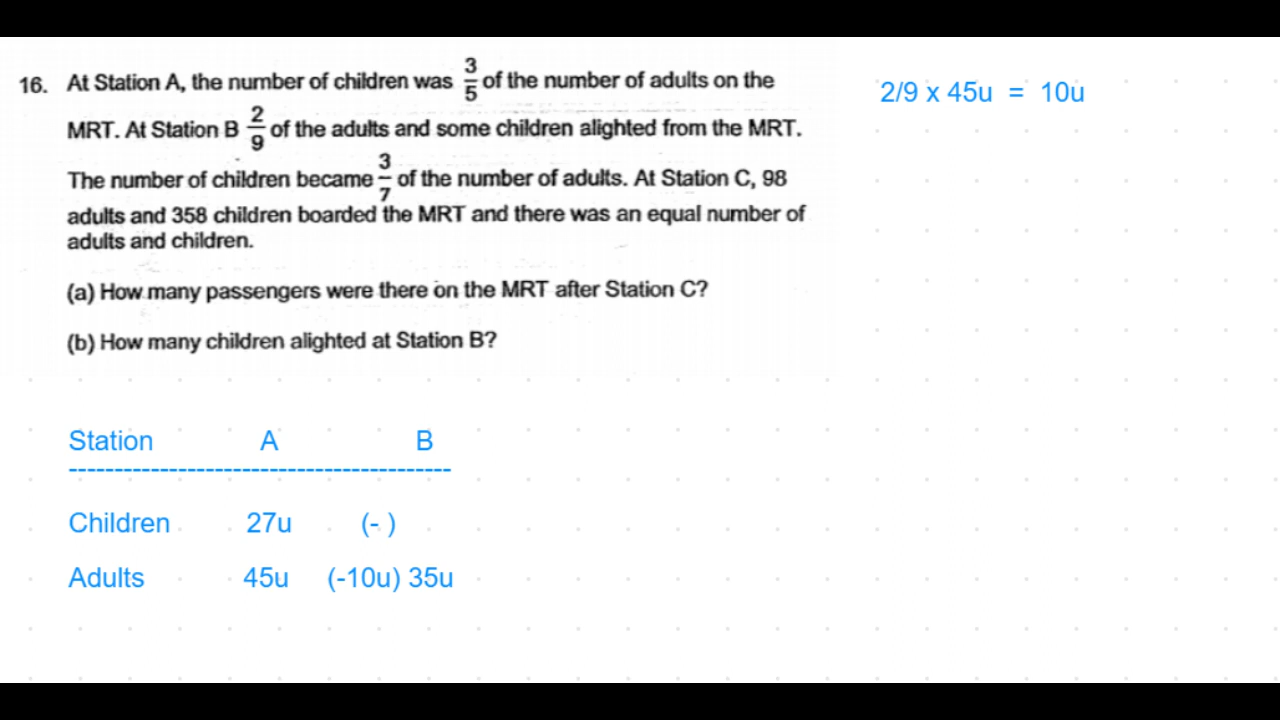 16. At Station A, the number of children was 3/5 of the number of adults on the
MRT. At Station B 2/9 of the adults and some children alighted from the MRT.
The number of children became 3/7 of the number of adults. At Station C, 98
adults and 358 children boarded the MRT and there was an equal number of
adults and children.
(a) How many passengers were there on the MRT after Station C?
(b) How many children alighted at Station B?
2/9 x 45u = 10u
Station A B
------------------------------------------
Children 27u (- )
Adults 45u (-10u) 35u